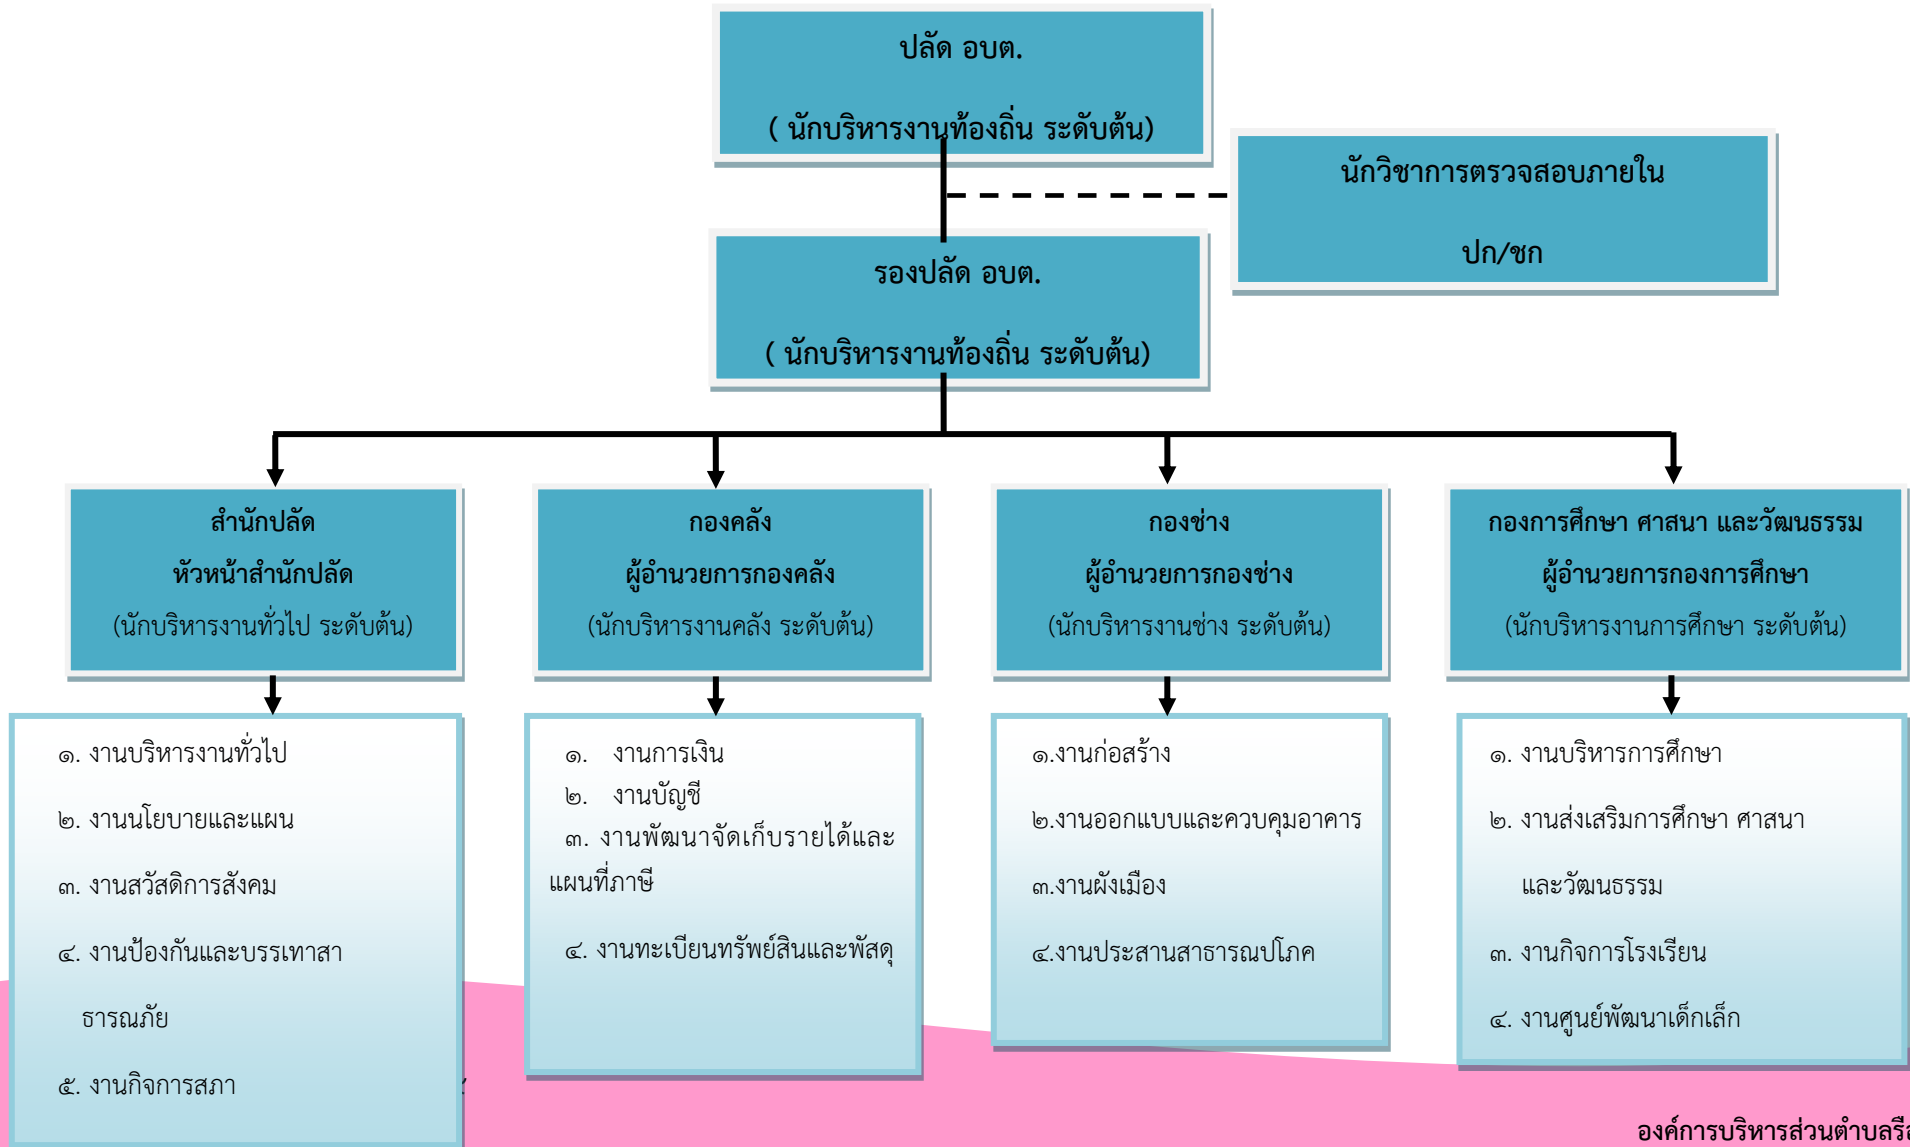 ปลัด อบต.
( นักบริหารงานท้องถิ่น ระดับต้น)
นักวิชาการตรวจสอบภายใน
ปก/ชก
รองปลัด อบต.
( นักบริหารงานท้องถิ่น ระดับต้น)
สำนักปลัด
หัวหน้าสำนักปลัด
(นักบริหารงานทั่วไป ระดับต้น)
กองคลัง
ผู้อำนวยการกองคลัง
(นักบริหารงานคลัง ระดับต้น)
กองช่าง
ผู้อำนวยการกองช่าง
(นักบริหารงานช่าง ระดับต้น)
กองการศึกษา ศาสนา และวัฒนธรรม
ผู้อำนวยการกองการศึกษา
(นักบริหารงานการศึกษา ระดับต้น)
๑. งานบริหารงานทั่วไป
๒. งานนโยบายและแผน
๓. งานสวัสดิการสังคม
๔. งานป้องกันและบรรเทาสา
ธารณภัย
๕. งานกิจการสภา
๑. งานการเงิน
๒. งานบัญชี
๓. งานพัฒนาจัดเก็บรายได้และ
แผนที่ภาษี
๔. งานทะเบียนทรัพย์สินและพัสดุ
๑.งานก่อสร้าง
๒.งานออกแบบและควบคุมอาคาร
๓.งานผังเมือง
๔.งานประสานสาธารณปโภค
๑. งานบริหารการศึกษา
๒. งานส่งเสริมการศึกษา ศาสนา
และวัฒนธรรม
๓. งานกิจการโรงเรียน
๔. งานศูนย์พัฒนาเด็กเล็ก